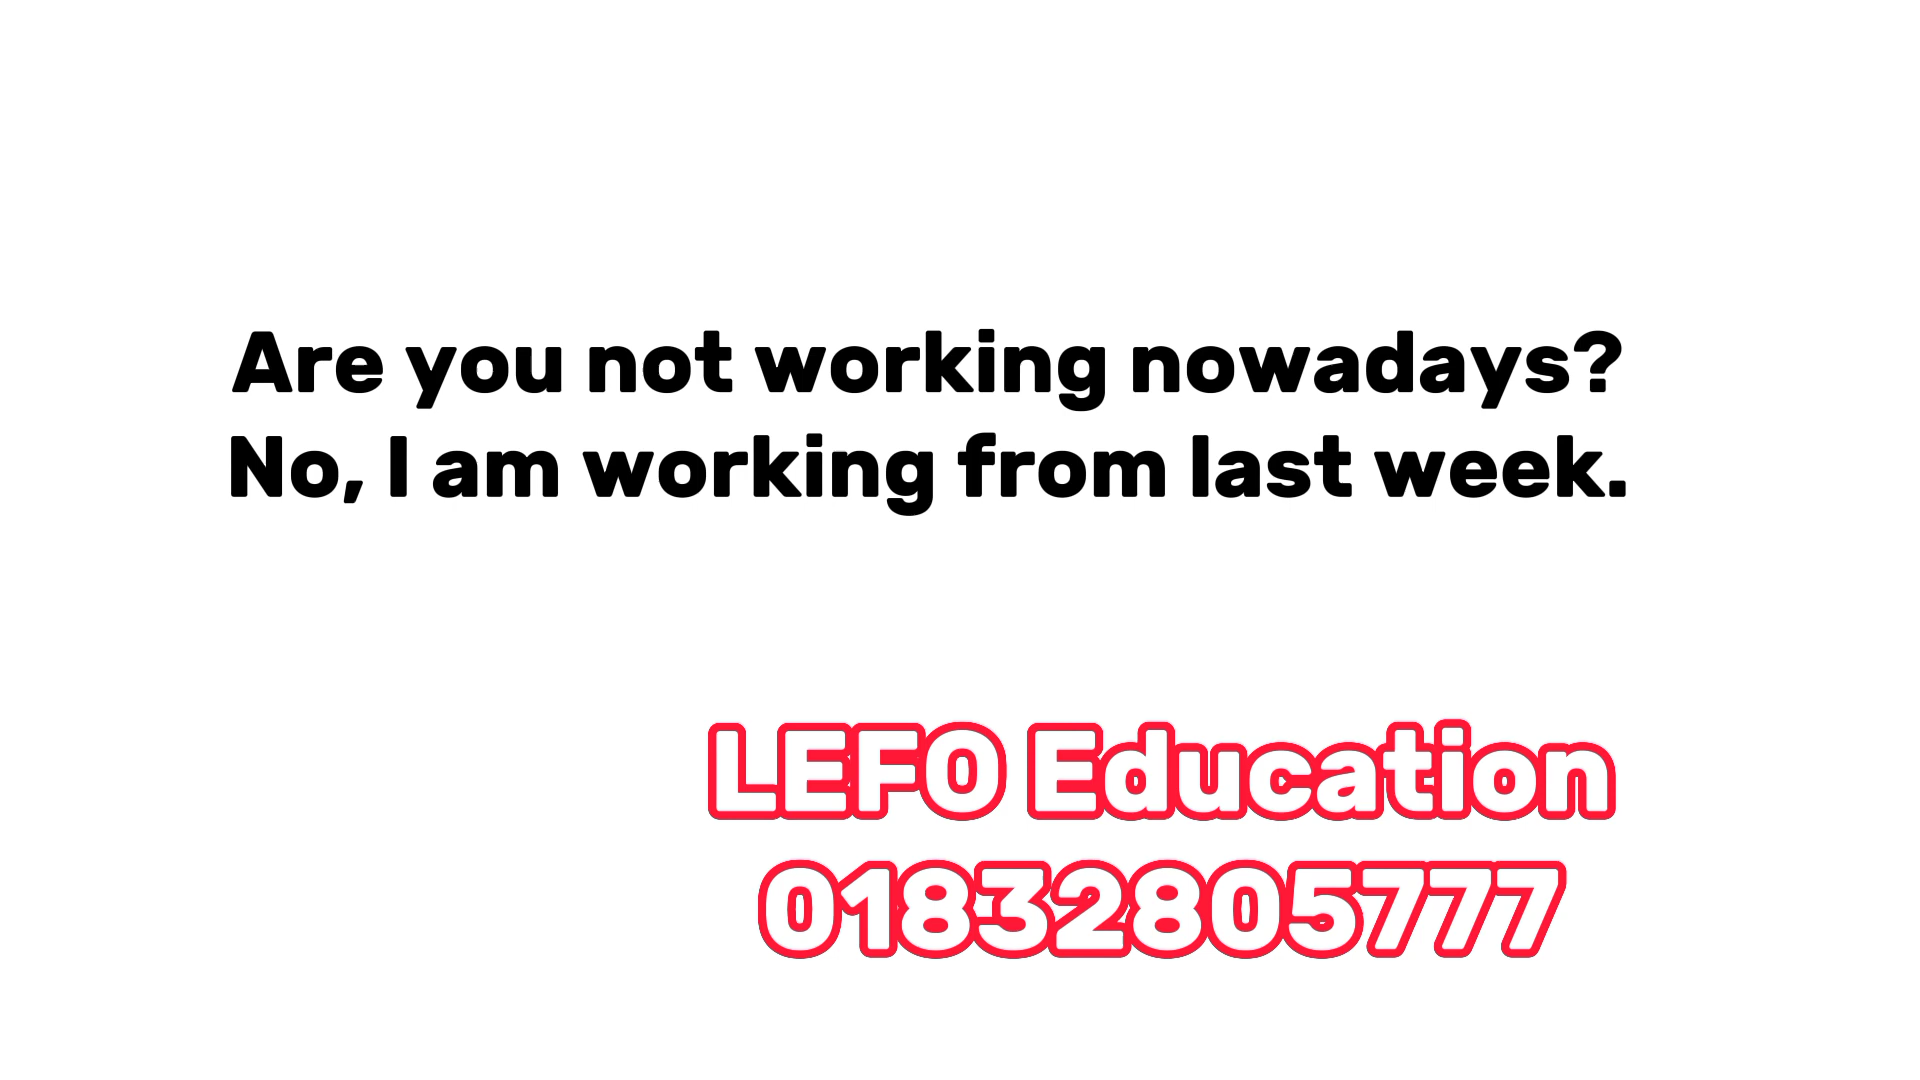 Are you not working nowadays?
No, I am working from last week.
LEFO Education
01832805777